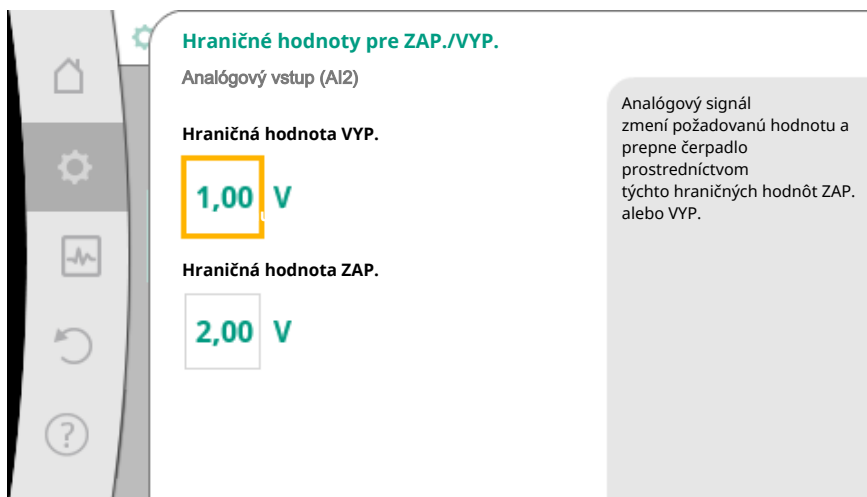 Hraničné hodnoty pre ZAP./VYP.
Analógový vstup (AI2)
Hraničná hodnota VYP.
1,00 V
Hraničná hodnota ZAP.
2,00 V
Analógový signál
zmení požadovanú hodnotu a
prepne čerpadlo
prostredníctvom
týchto hraničných hodnôt ZAP.
alebo VYP.
?